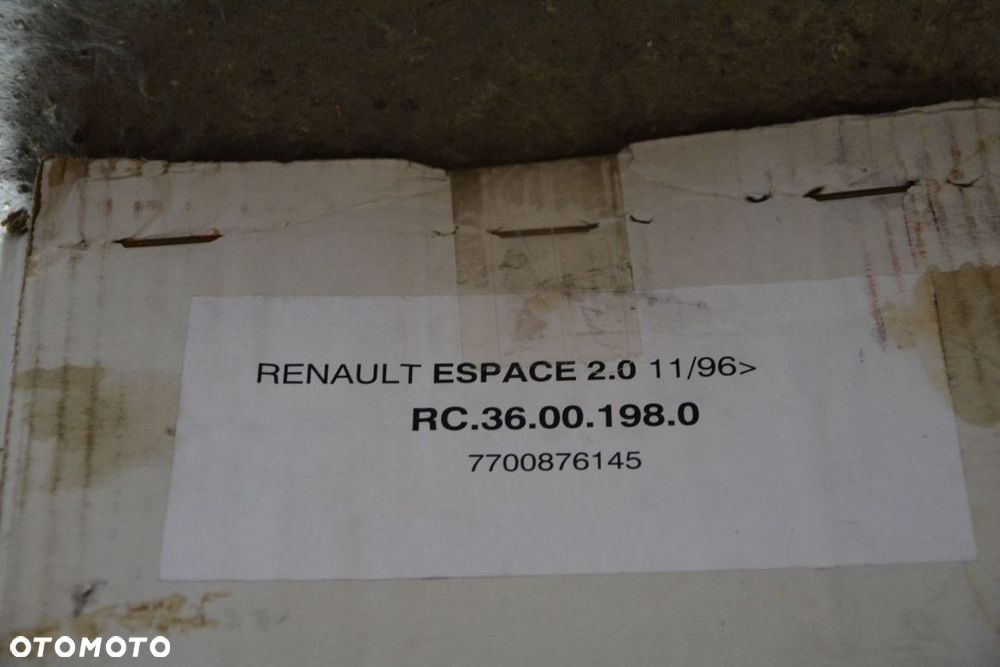 RENAULT ESPACE 2.0 11/96>
RC.36.00.198.0
7700876145
OTOMOTO